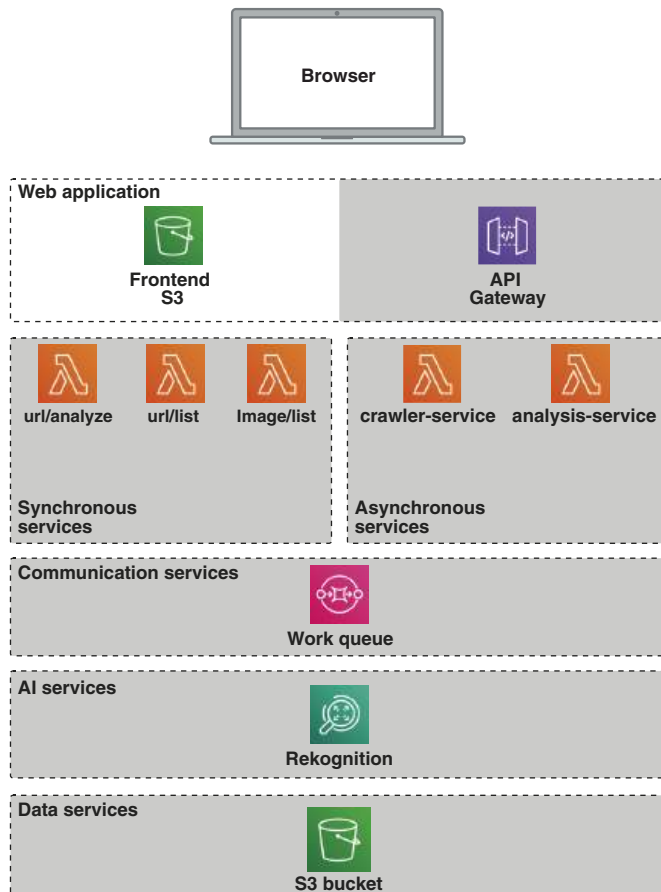 Browser
Web application
Frontend
S3
API
Gateway
url/analyze
url/list
Image/list
Synchronous
services
crawler-service
analysis-service
Asynchronous
services
Communication services
Work queue
AI services
Rekognition
Data services
S3 bucket